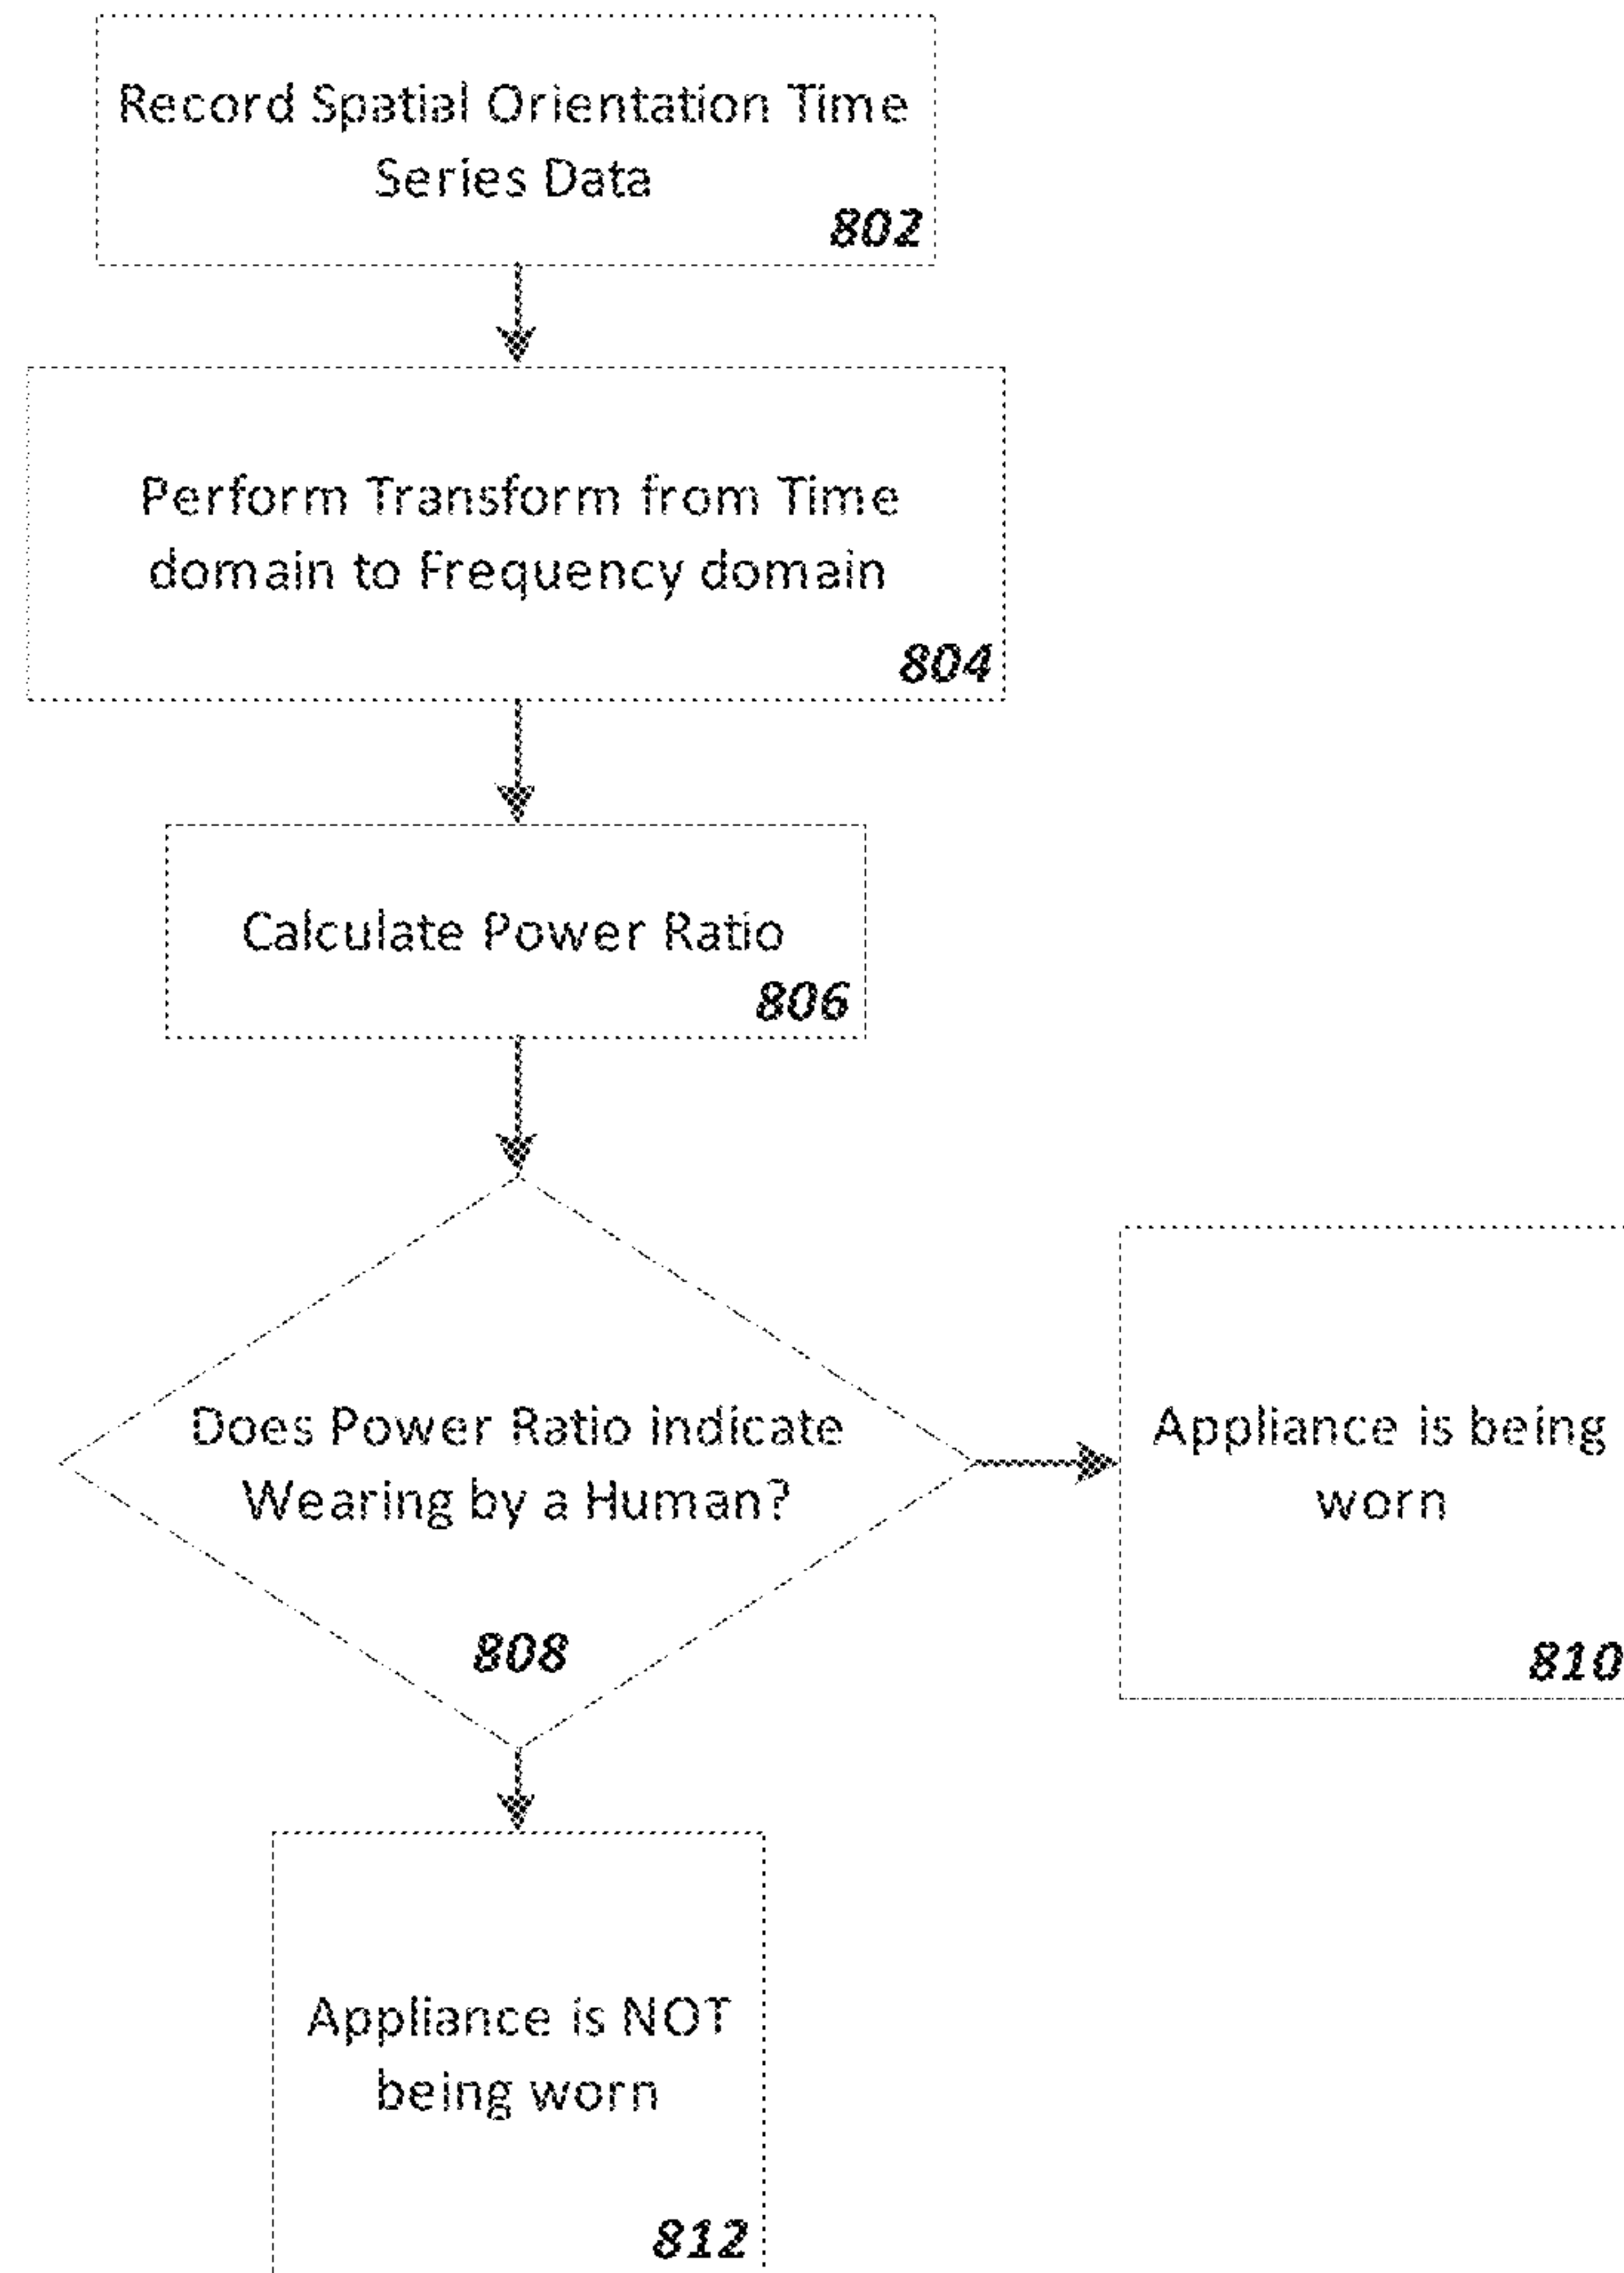 Record Spatial Orientation Time
Series Data
802
Perform Transform from Time
domain to Frequency domain
804
Calculate Power Ratio
806
Does Power Ratio indicate
Wearing by a Human?
808
Appliance is being
worn
810
Appliance is NOT
being worn
812